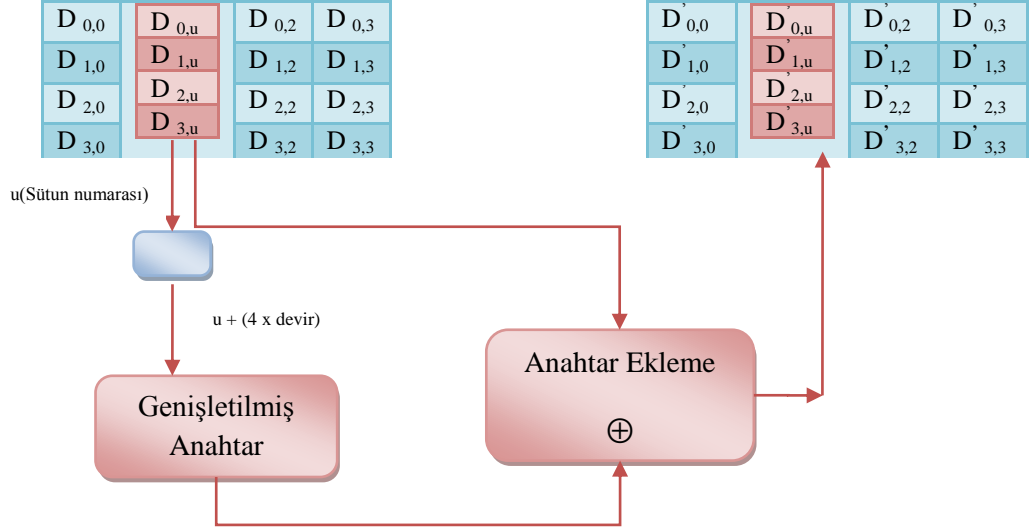 D 0,0 D 0,u D 0,2 D 0,3
D 1,0 D 1,u D 1,2 D 1,3
D 2,0 D 2,u D 2,2 D 2,3
D 3,0 D 3,u D 3,2 D 3,3
D' 0,0 D' 0,u D' 0,2 D' 0,3
D' 1,0 D' 1,u D' 1,2 D' 1,3
D' 2,0 D' 2,u D' 2,2 D' 2,3
D' 3,0 D' 3,u D' 3,2 D' 3,3
u(Sütun numarası)
u + (4 x devir)
Genişletilmiş
Anahtar
Anahtar Ekleme
⊕